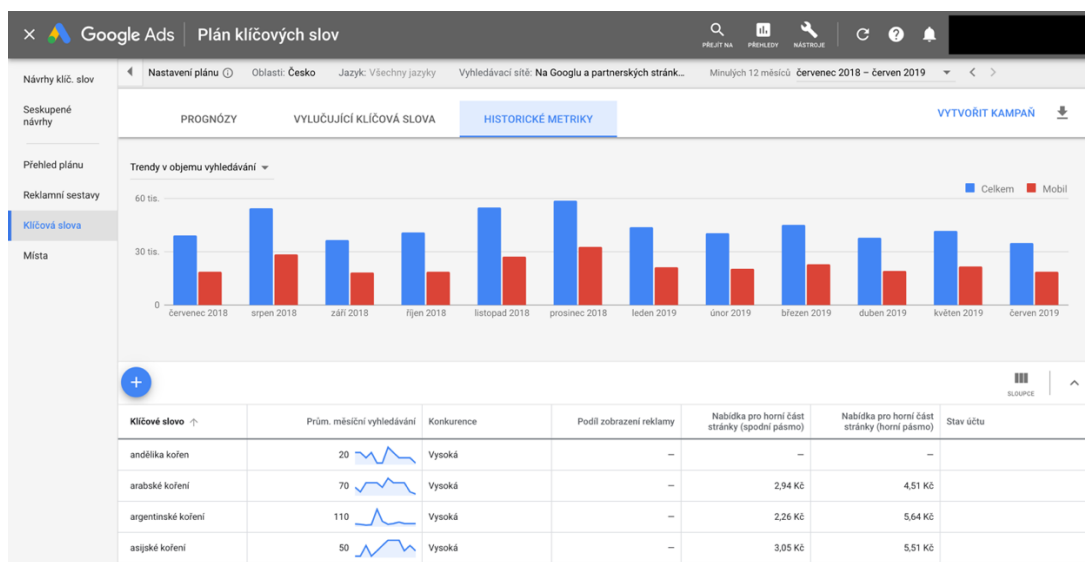 Google Ads
Plán klíčových slov
PŘEJÍT NA
PŘEHLEDY
NÁSTROJE
Návrhy klíč. slov
Seskupené
návrhy
Přehled plánu
Reklamní sestavy
Klíčová slova
Místa
Nastavení plánu
Oblasti: Česko
Jazyk: Všechny jazyky
Vyhledávací sítě: Na Googlu a partnerských stránk...
Minulých 12 měsíců červenec 2018 – červen 2019
PROGNÓZY
VYLUČUJÍCÍ KLÍČOVÁ SLOVA
HISTORICKÉ METRIKY
VYTVOŘIT KAMPAŇ
Trendy v objemu vyhledávání
Celkem
Mobil
60 tis.
30 tis.
0
červenec 2018
srpen 2018
září 2018
říjen 2018
listopad 2018
prosinec 2018
leden 2019
únor 2019
březen 2019
duben 2019
květen 2019
červen 2019
SLOUPCE
Klíčové slovo
Prům. měsíční vyhledávání
Konkurence
Podíl zobrazení reklamy
Nabídka pro horní část
stránky (spodní pásmo)
Nabídka pro horní část
stránky (horní pásmo)
Stav účtu
andělika kořen 20 Vysoká – – –
arabské koření 70 Vysoká – 2,94 Kč 4,51 Kč
argentinské koření 110 Vysoká – 2,26 Kč 5,64 Kč
asijské koření 50 Vysoká – 3,05 Kč 5,51 Kč